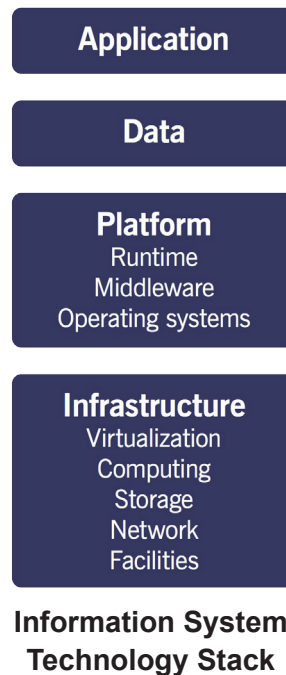 Application
Data
Platform
Runtime
Middleware
Operating systems
Infrastructure
Virtualization
Computing
Storage
Network
Facilities
Information System
Technology Stack